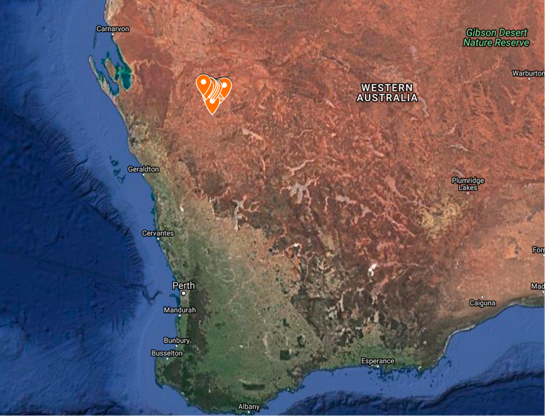 Carnarvon
Gibson Desert
Nature Reserve
Warburton
WESTERN
AUSTRALIA
Geraldton
Plumridge
Lakes
Cervantes
Perth
Mandurah
Caiguna
Bunbury
Busselton
Esperance
Albany